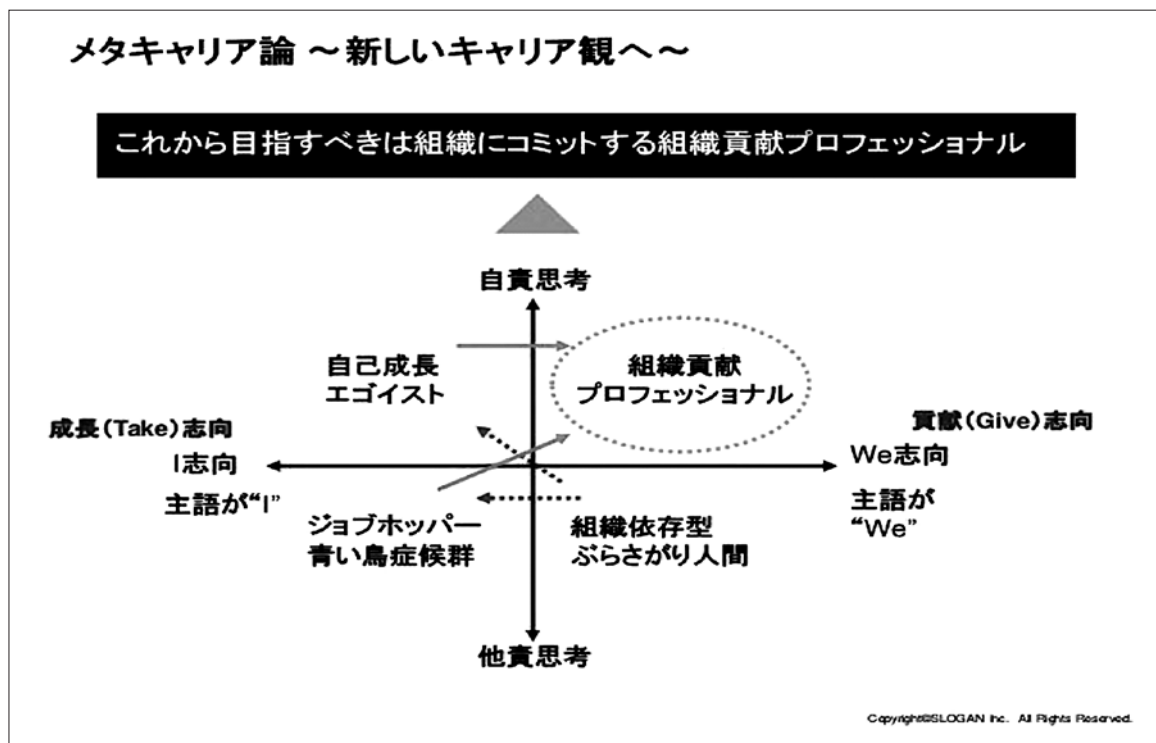 メタキャリア論 ～新しいキャリア観へ～
これから目指すべきは組織にコミットする組織貢献プロフェッショナル
自責思考
自己成長
エゴイスト
組織貢献
プロフェッショナル
成長(Take)志向
I志向
主語が“I”
貢献(Give)志向
We志向
主語が
“We”
ジョブホッパー
青い鳥症候群
組織依存型
ぶらさがり人間
他責思考
Copyright©SLOGAN Inc. All Rights Reserved.